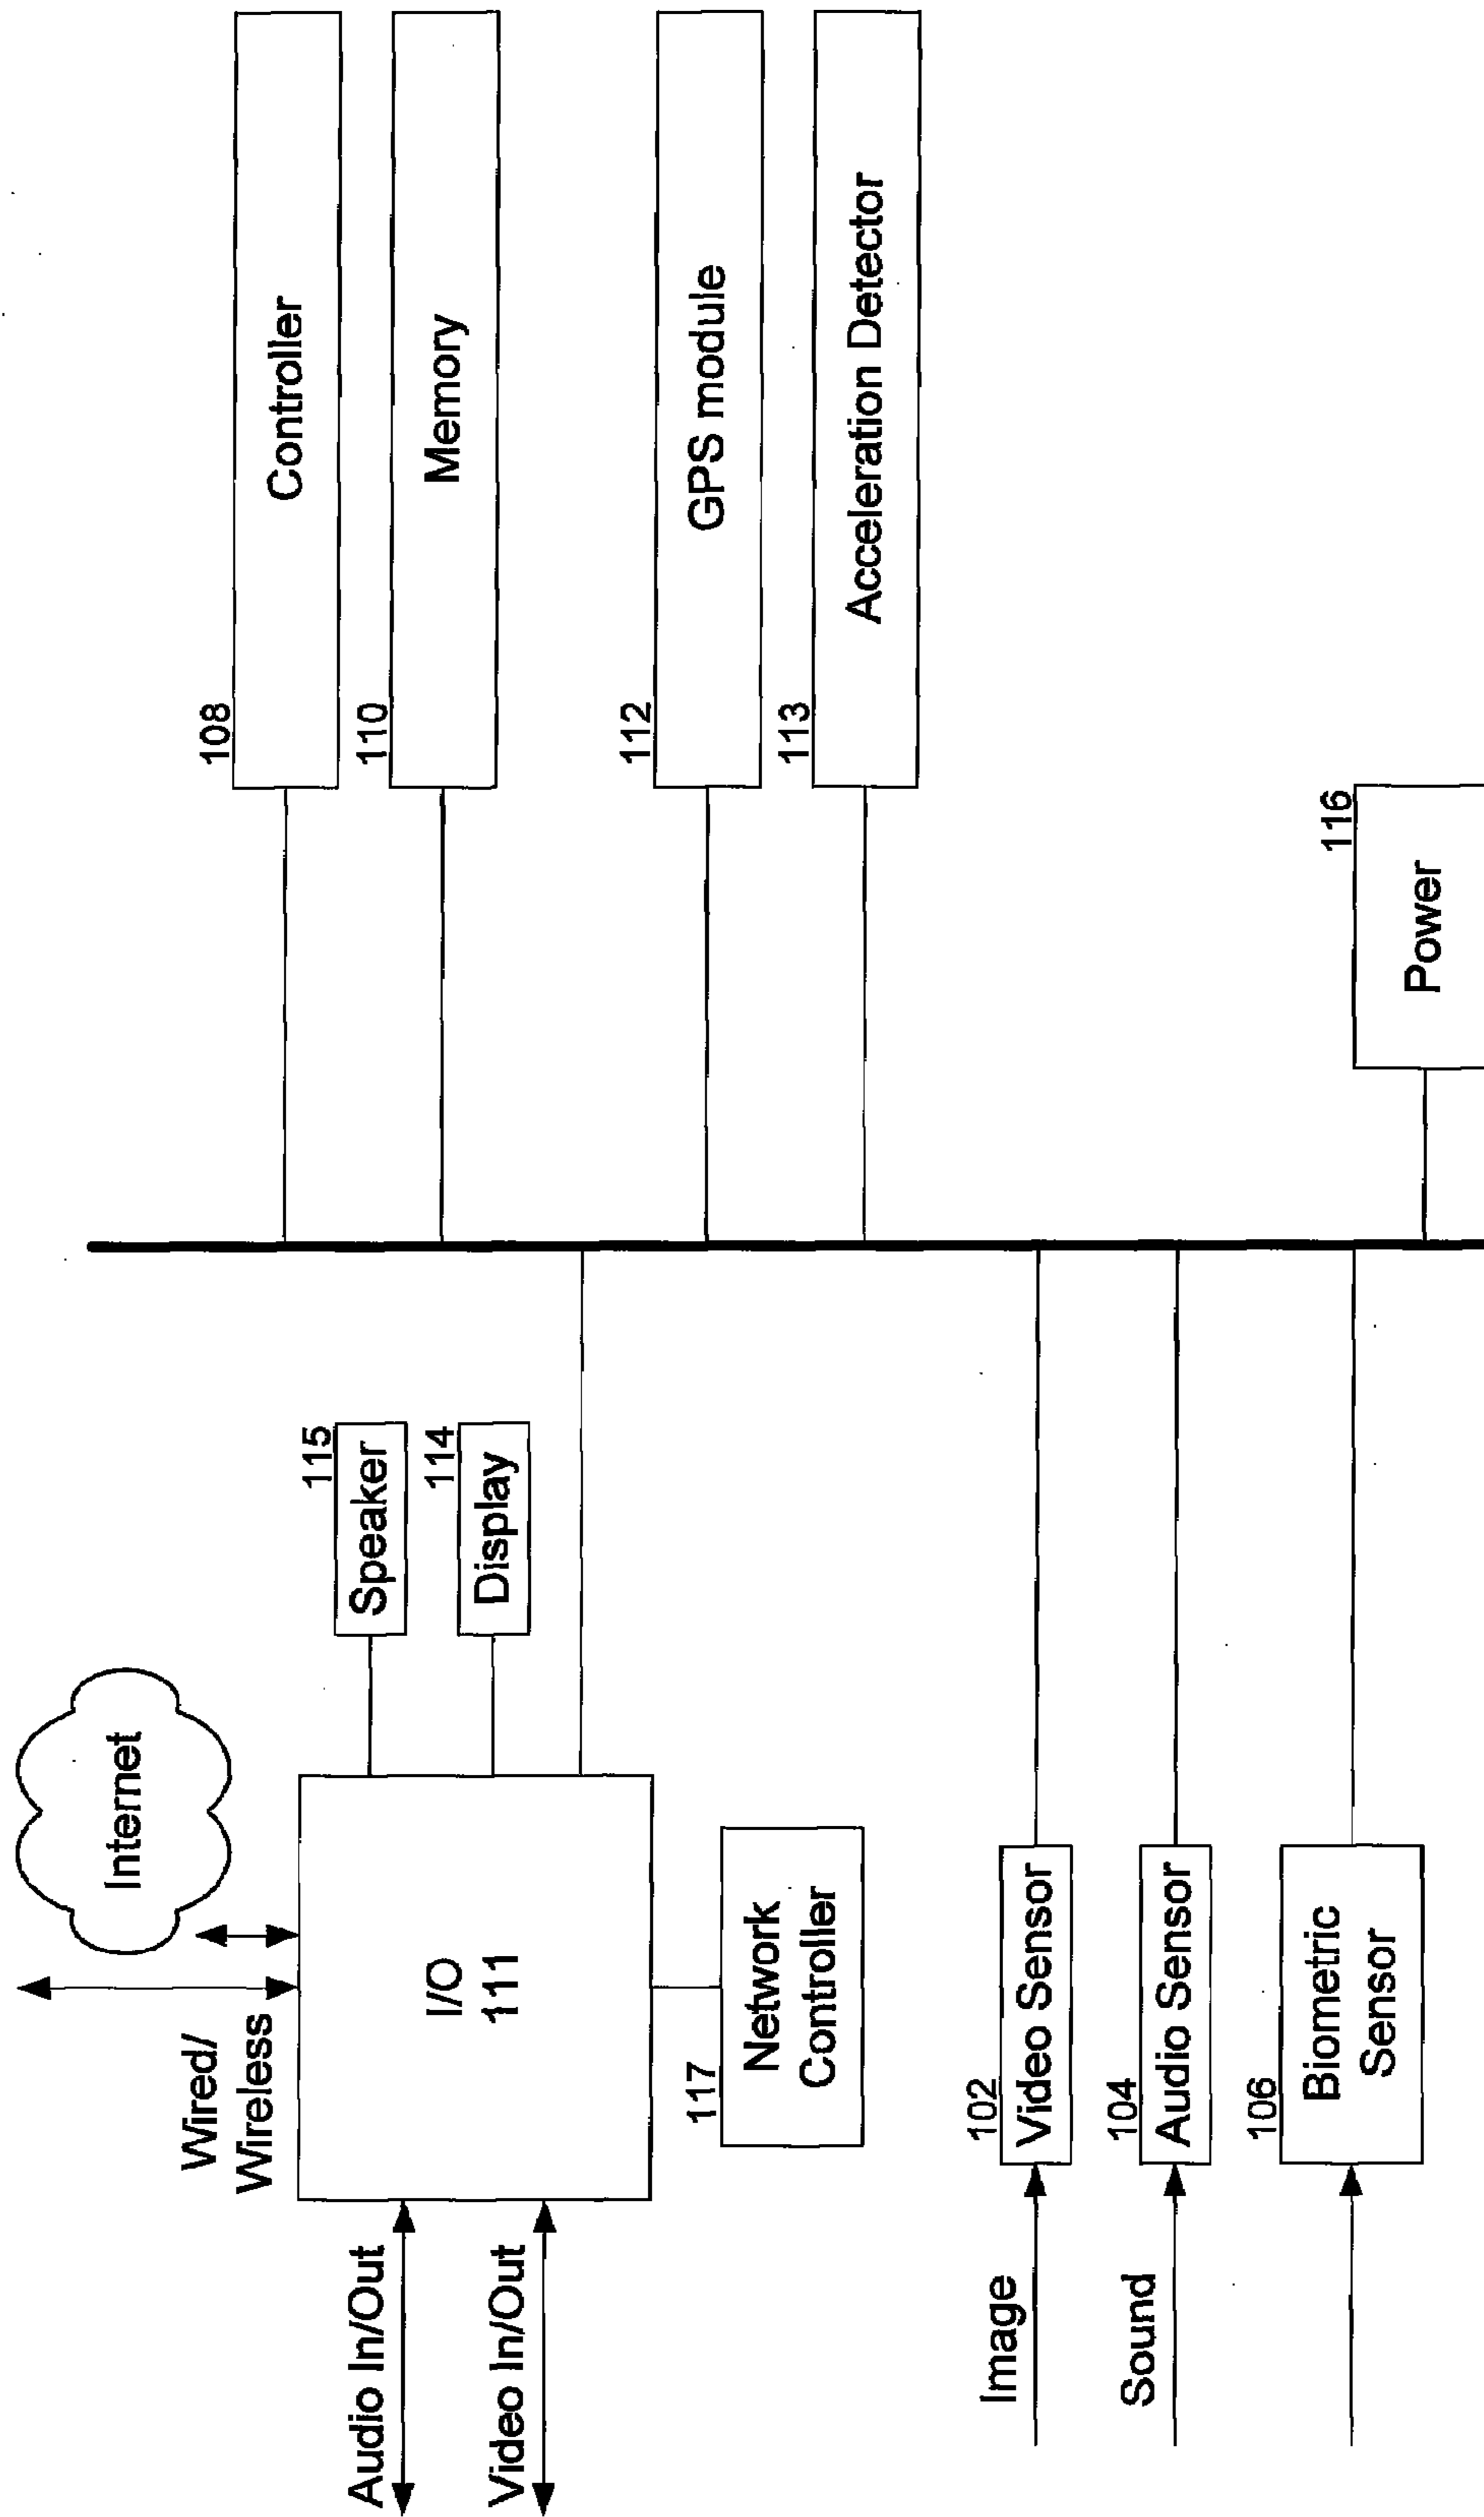 Internet
Wired/
Wireless
Audio In/Out
Video In/Out
I/O
111
115
Speaker
114
Display
117
Network
Controller
108
Controller
110
Memory
112
GPS module
113
Acceleration Detector
Image
102
Video Sensor
Sound
104
Audio Sensor
106
Biometric
Sensor
116
Power